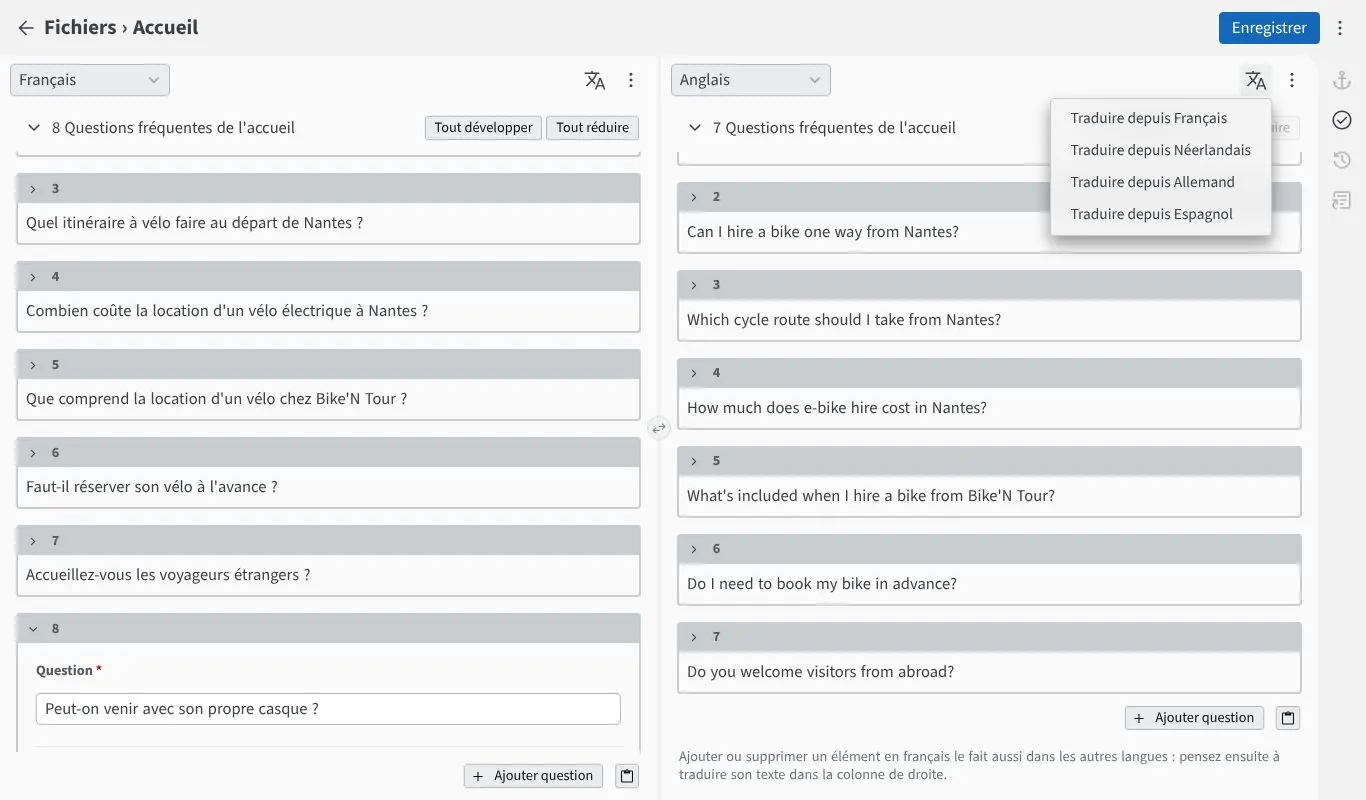 Fichiers › Accueil
Enregistrer
Français
8 Questions fréquentes de l'accueil
Tout développer
Tout réduire
3
Quel itinéraire à vélo faire au départ de Nantes ?
4
Combien coûte la location d'un vélo électrique à Nantes ?
5
Que comprend la location d'un vélo chez Bike'N Tour ?
6
Faut-il réserver son vélo à l'avance ?
7
Accueillez-vous les voyageurs étrangers ?
8
Question *
Peut-on venir avec son propre casque ?
+ Ajouter question
Anglais
7 Questions fréquentes de l'accueil
Traduire depuis Français
Traduire depuis Néerlandais
Traduire depuis Allemand
Traduire depuis Espagnol
2
Can I hire a bike one way from Nantes?
3
Which cycle route should I take from Nantes?
4
How much does e-bike hire cost in Nantes?
5
What's included when I hire a bike from Bike'N Tour?
6
Do I need to book my bike in advance?
7
Do you welcome visitors from abroad?
+ Ajouter question
Ajouter ou supprimer un élément en français le fait aussi dans les autres langues : pensez ensuite à
traduire son texte dans la colonne de droite.